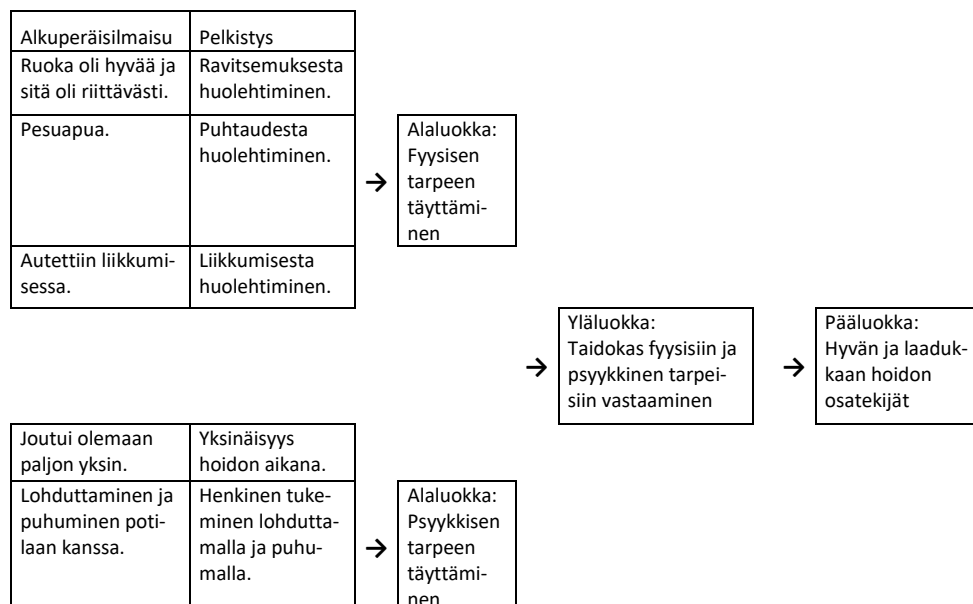 Alkuperäisilmaisu
Pelkistys
Ruoka oli hyvää ja
sitä oli riittävästi.
Ravitsemuksesta
huolehtiminen.
Pesuapua.
Puhtaudesta
huolehtiminen.
Autettiin liikkumi-
sessa.
Liikkumisesta
huolehtiminen.
→
Alaluokka:
Fyysisen
tarpeen
täyttämi-
nen
Joutui olemaan
paljon yksin.
Yksinäisyys
hoidon aikana.
Lohduttaminen ja
puhuminen poti-
laan kanssa.
Henkinen tuke-
minen lohdutta-
malla ja puhu-
malla.
→
Alaluokka:
Psyykkisen
tarpeen
täyttämi-
nen
→
Yläluokka:
Taidokas fyysisiin ja
psyykkinen tarpei-
siin vastaaminen
→
Pääluokka:
Hyvän ja laaduk-
kaan hoidon
osatekijät